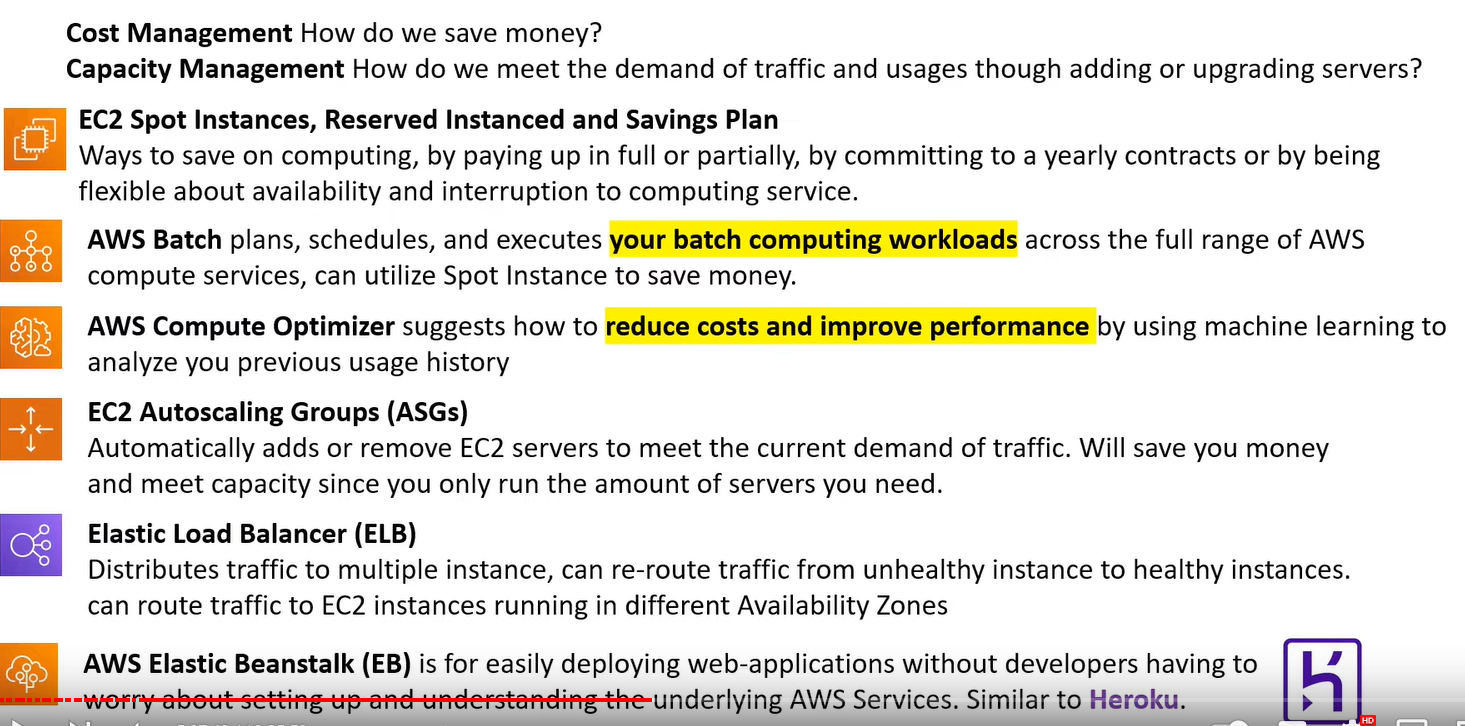 Cost Management How do we save money?
Capacity Management How do we meet the demand of traffic and usages though adding or upgrading servers?
EC2 Spot Instances, Reserved Instanced and Savings Plan
Ways to save on computing, by paying up in full or partially, by committing to a yearly contracts or by being
flexible about availability and interruption to computing service.
AWS Batch plans, schedules, and executes your batch computing workloads across the full range of AWS
compute services, can utilize Spot Instance to save money.
AWS Compute Optimizer suggests how to reduce costs and improve performance by using machine learning to
analyze you previous usage history
EC2 Autoscaling Groups (ASGs)
Automatically adds or remove EC2 servers to meet the current demand of traffic. Will save you money
and meet capacity since you only run the amount of servers you need.
Elastic Load Balancer (ELB)
Distributes traffic to multiple instance, can re-route traffic from unhealthy instance to healthy instances.
can route traffic to EC2 instances running in different Availability Zones
AWS Elastic Beanstalk (EB) is for easily deploying web-applications without developers having to
worry about setting up and understanding the underlying AWS Services. Similar to Heroku.
HD